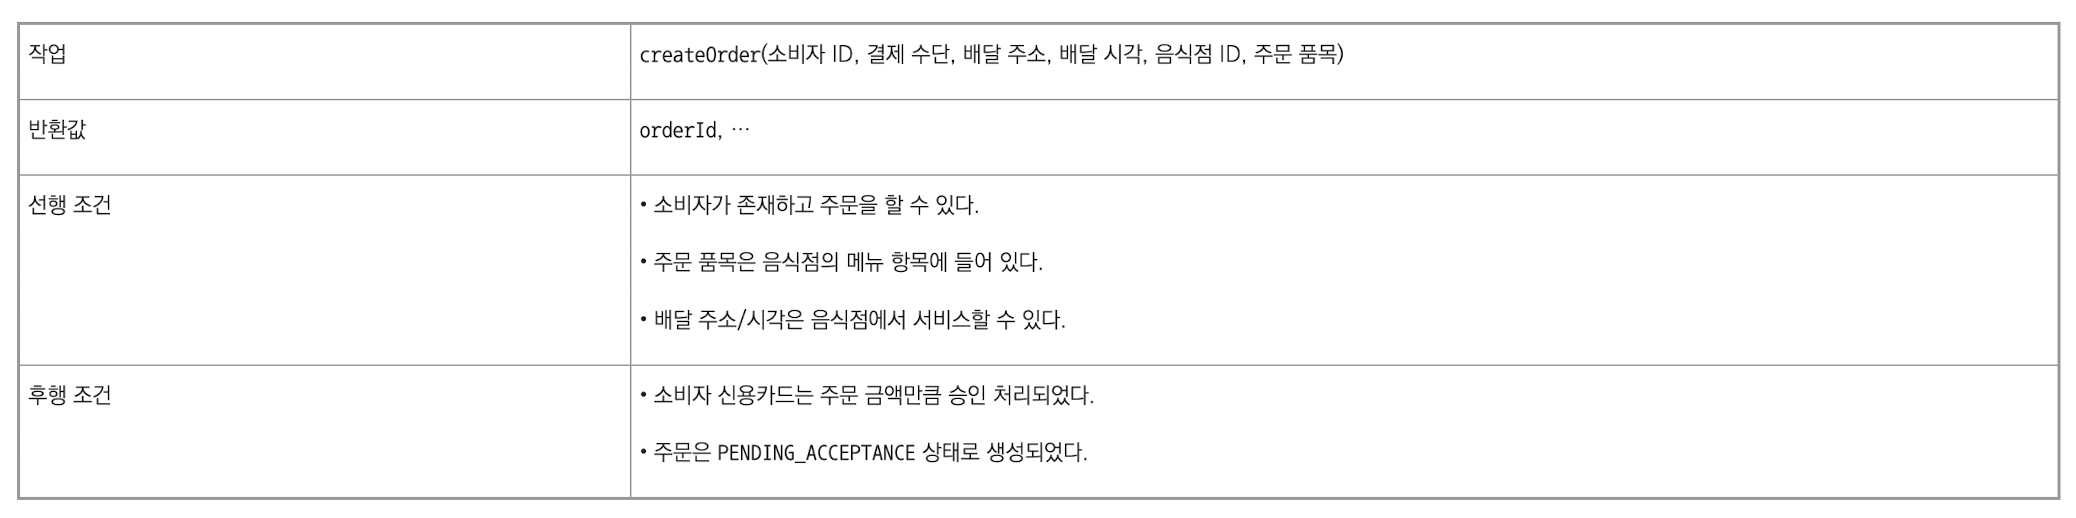 작업
createOrder(소비자 ID, 결제 수단, 배달 주소, 배달 시각, 음식점 ID, 주문 품목)
반환값
orderId, …
선행 조건
• 소비자가 존재하고 주문을 할 수 있다.
• 주문 품목은 음식점의 메뉴 항목에 들어 있다.
• 배달 주소/시각은 음식점에서 서비스할 수 있다.
후행 조건
• 소비자 신용카드는 주문 금액만큼 승인 처리되었다.
• 주문은 PENDING_ACCEPTANCE 상태로 생성되었다.